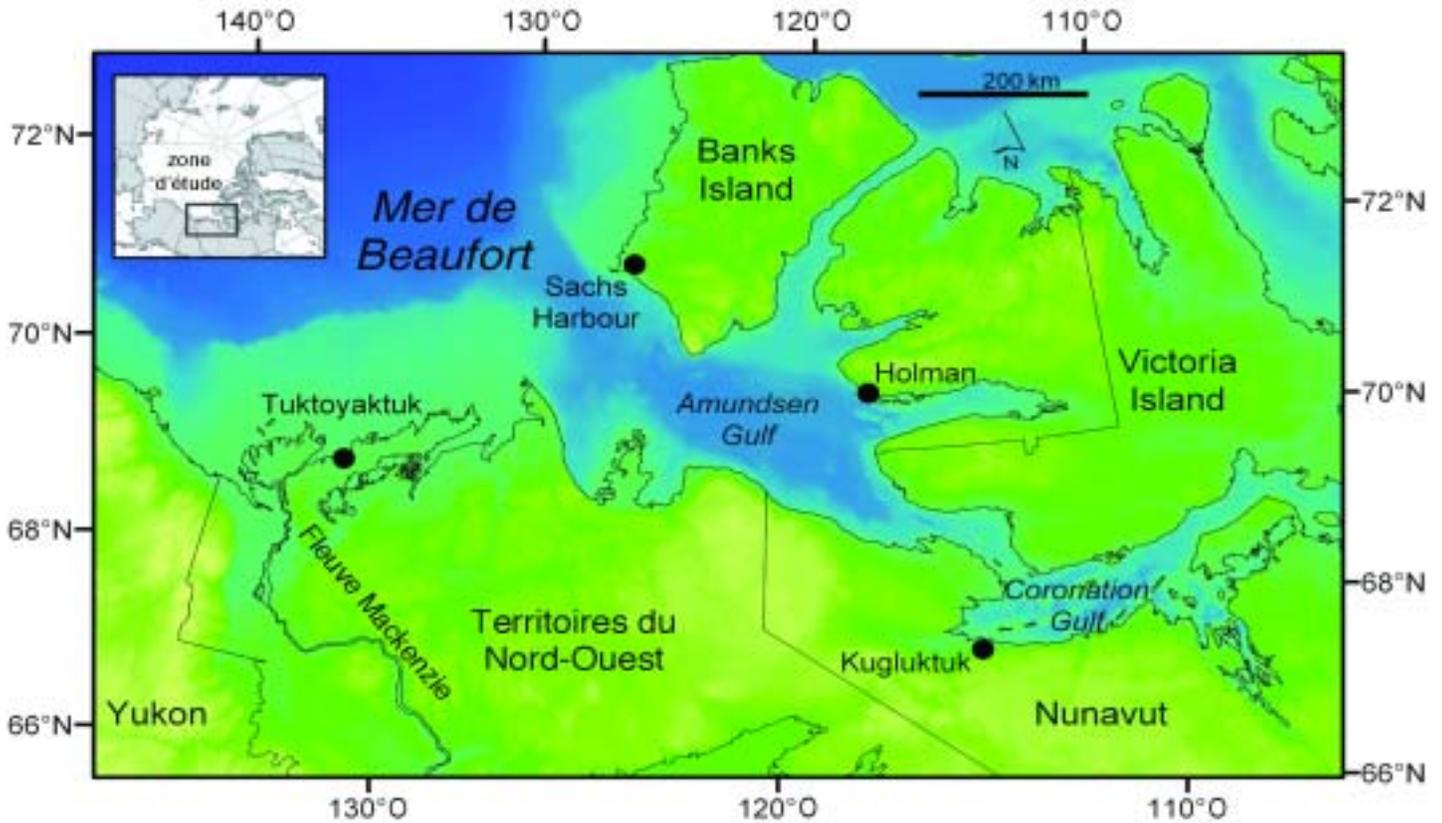 140°O
130°O
120°O
110°O
200 km
72°N
zone
d'étude
Banks
Island
N
Mer de
Beaufort
72°N
Sachs
Harbour
70°N
Victoria
Island
Holman
Amundsen
Gulf
70°N
Tuktoyaktuk
68°N
Fleuve Mackenzie
Coronation
Gulf
68°N
Territoires du
Nord-Ouest
Kugluktuk
66°N
Yukon
Nunavut
66°N
130°O
120°O
110°O